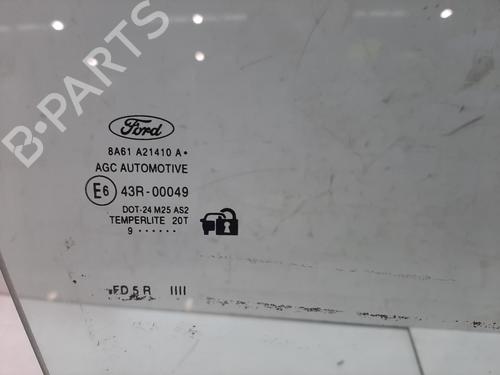 B-PARTS
Ford
8A61 A21410 A•
AGC AUTOMOTIVE
E6 43R-00049
DOT-24 M25 AS2
TEMPERLITE 20T
9 ······
FD 5 R IIII